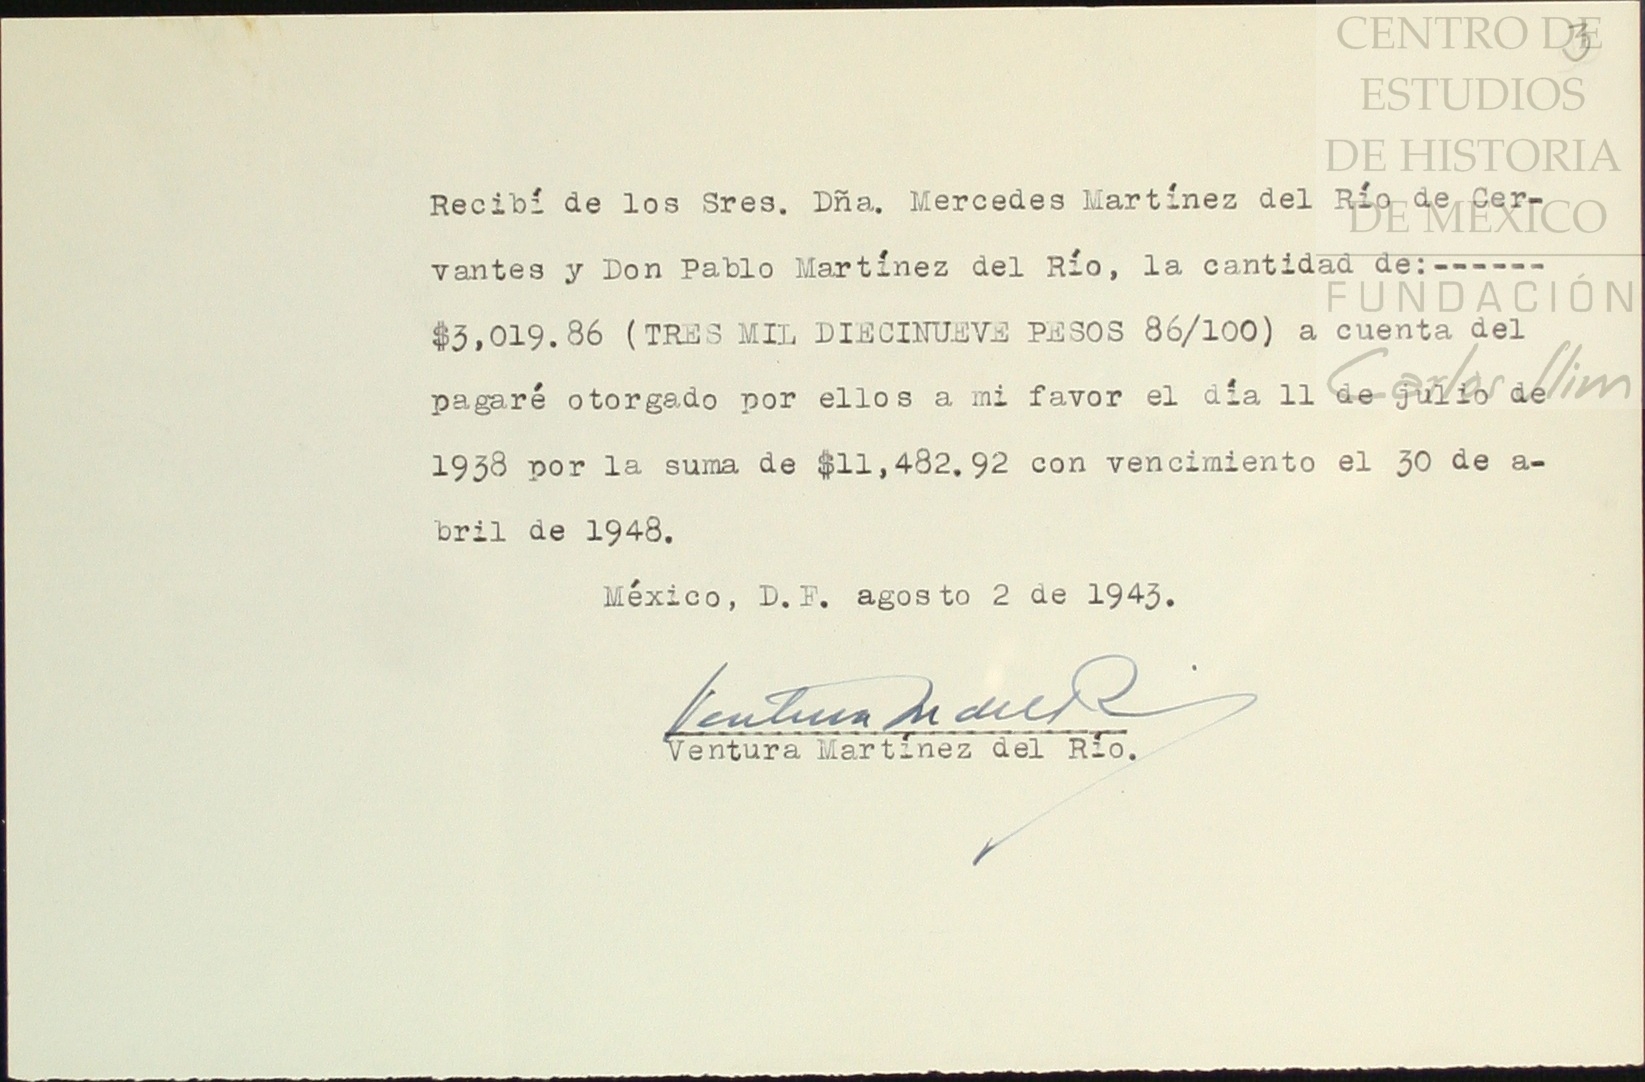 3
CENTRO DE
ESTUDIOS
DE HISTORIA
DE MÉXICO
FUNDACIÓN
Carlos Slim
Recibí de los Sres. Dña. Mercedes Martínez del Río de Cer-
vantes y Don Pablo Martínez del Río, la cantidad de:------
$3,019.86 (TRES MIL DIECINUEVE PESOS 86/100) a cuenta del
pagaré otorgado por ellos a mi favor el día 11 de julio de
1938 por la suma de $11,482.92 con vencimiento el 30 de a-
bril de 1948.
México, D.F. agosto 2 de 1943.
Ventura M del Río
Ventura Martínez del Río.